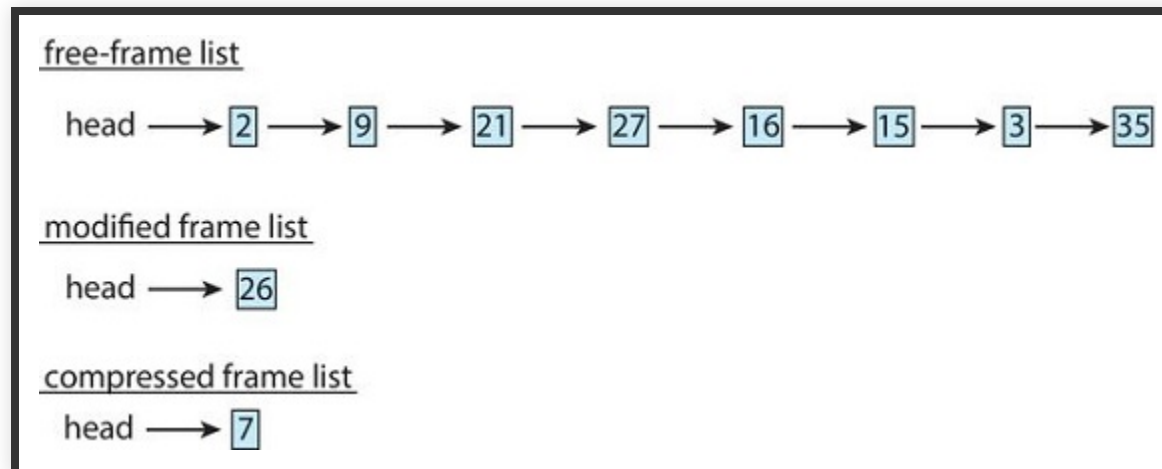 free-frame list
head 2 9 21 27 16 15 3 35
modified frame list
head 26
compressed frame list
head 7